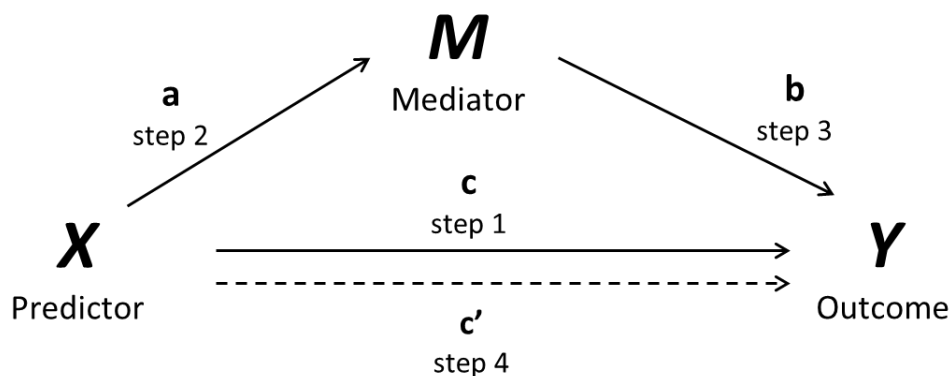 M
Mediator
a
step 2
b
step 3
c
step 1
X
Predictor
Y
Outcome
c’
step 4